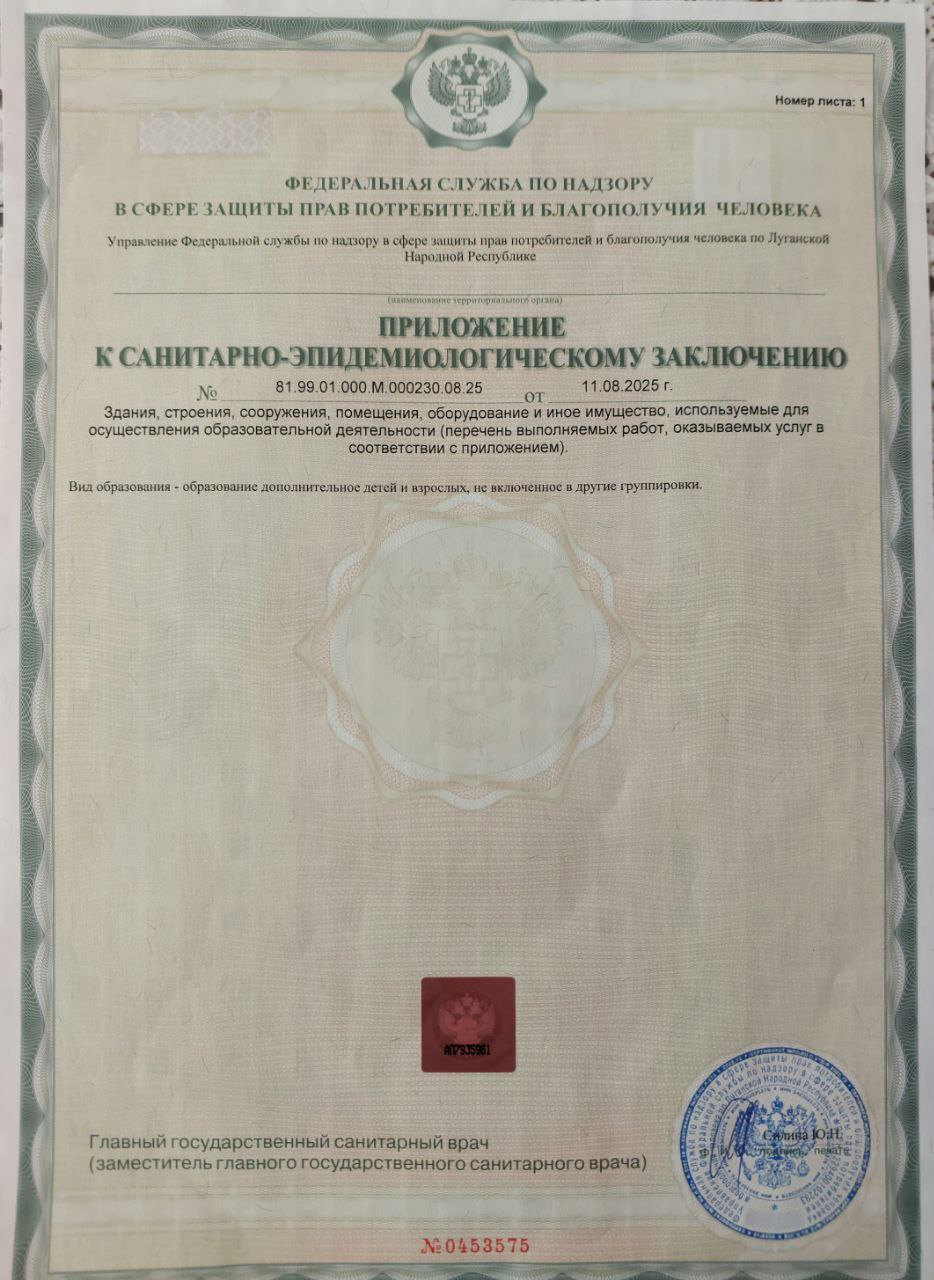 Номер листа: 1
ФЕДЕРАЛЬНАЯ СЛУЖБА ПО НАДЗОРУ
В СФЕРЕ ЗАЩИТЫ ПРАВ ПОТРЕБИТЕЛЕЙ И БЛАГОПОЛУЧИЯ ЧЕЛОВЕКА
Управление Федеральной службы по надзору в сфере защиты прав потребителей и благополучия человека по Луганской
Народной Республике
(наименование территориального органа)
ПРИЛОЖЕНИЕ
К САНИТАРНО-ЭПИДЕМИОЛОГИЧЕСКОМУ ЗАКЛЮЧЕНИЮ
№ 81.99.01.000.М.000230.08.25 от 11.08.2025 г.
Здания, строения, сооружения, помещения, оборудование и иное имущество, используемые для
осуществления образовательной деятельности (перечень выполняемых работ, оказываемых услуг в
соответствии с приложением).
Вид образования - образование дополнительное детей и взрослых, не включенное в другие группировки.
Главный государственный санитарный врач
(заместитель главного государственного санитарного врача)
Ю.Н.
подпись, печать
№0453575